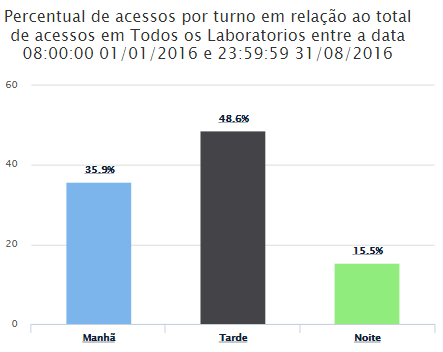 Percentual de acessos por turno em relação ao total
de acessos em Todos os Laboratorios entre a data
08:00:00 01/01/2016 e 23:59:59 31/08/2016
60
48.6%
40
35.9%
20
15.5%
0
Manhã Tarde Noite